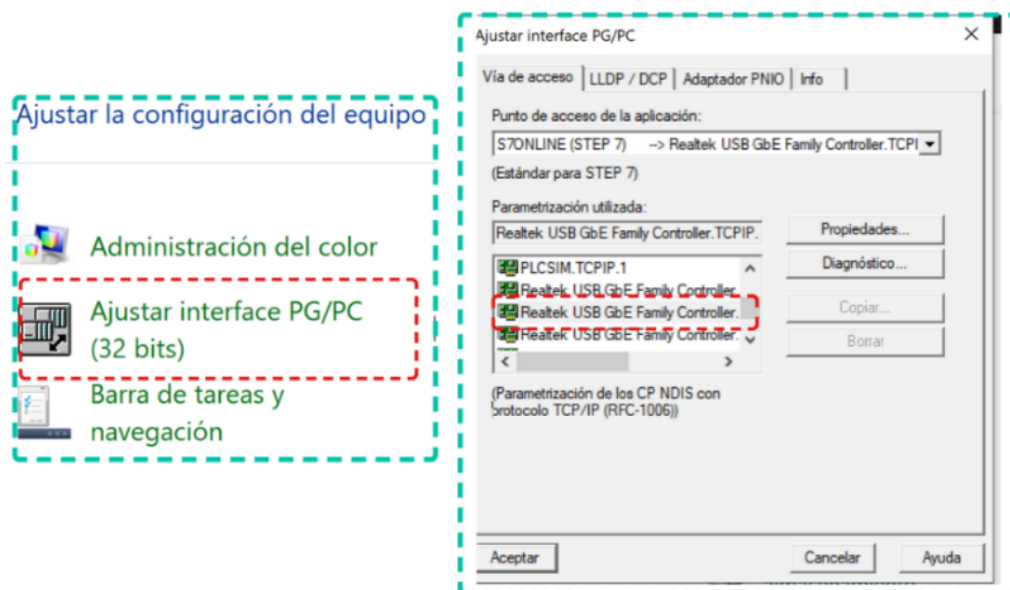 Ajustar la configuración del equipo
Administración del color
Ajustar interface PG/PC
(32 bits)
Barra de tareas y
navegación
Ajustar interface PG/PC
Vía de acceso LLDP / DCP Adaptador PNIO Info
Punto de acceso de la aplicación:
S7ONLINE (STEP 7) --> Realtek USB GbE Family Controller.TCPI
(Estándar para STEP 7)
Parametrización utilizada:
Realtek USB GbE Family Controller.TCPIP.
Propiedades...
Diagnóstico...
PLCSIM.TCPIP.1
Realtek USB GbE Family Controller.
Realtek USB GbE Family Controller.
Realtek USB GbE Family Controller.
Copiar...
Borrar
(Parametrización de los CP NDIS con
protocolo TCP/IP (RFC-1006))
Aceptar Cancelar Ayuda